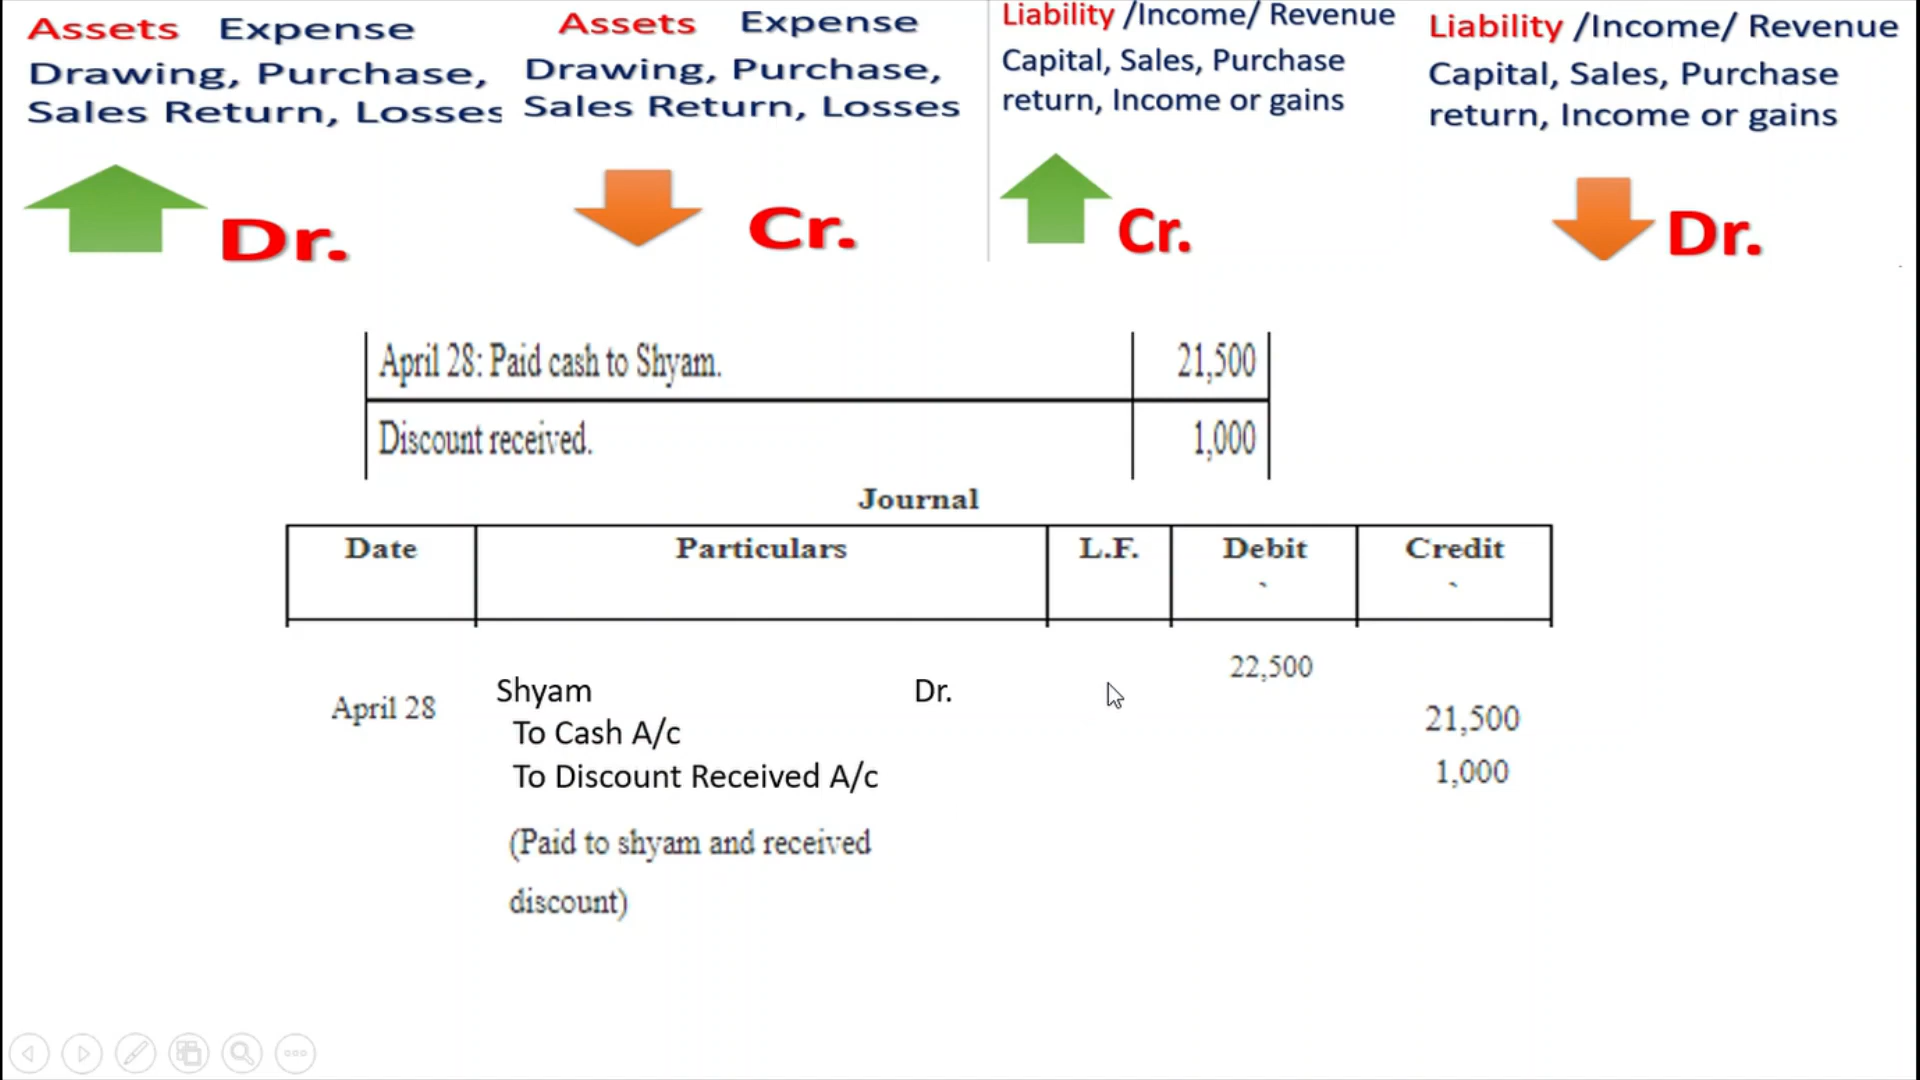 Assets Expense
Drawing, Purchase,
Sales Return, Losses
Dr.
Assets Expense
Drawing, Purchase,
Sales Return, Losses
Cr.
Liability /Income/ Revenue
Capital, Sales, Purchase
return, Income or gains
Cr.
Liability /Income/ Revenue
Capital, Sales, Purchase
return, Income or gains
Dr.
April 28: Paid cash to Shyam. 21,500
Discount received. 1,000
Journal
Date Particulars L.F. Debit Credit
` `
April 28 Shyam Dr. 22,500
To Cash A/c 21,500
To Discount Received A/c 1,000
(Paid to shyam and received
discount)